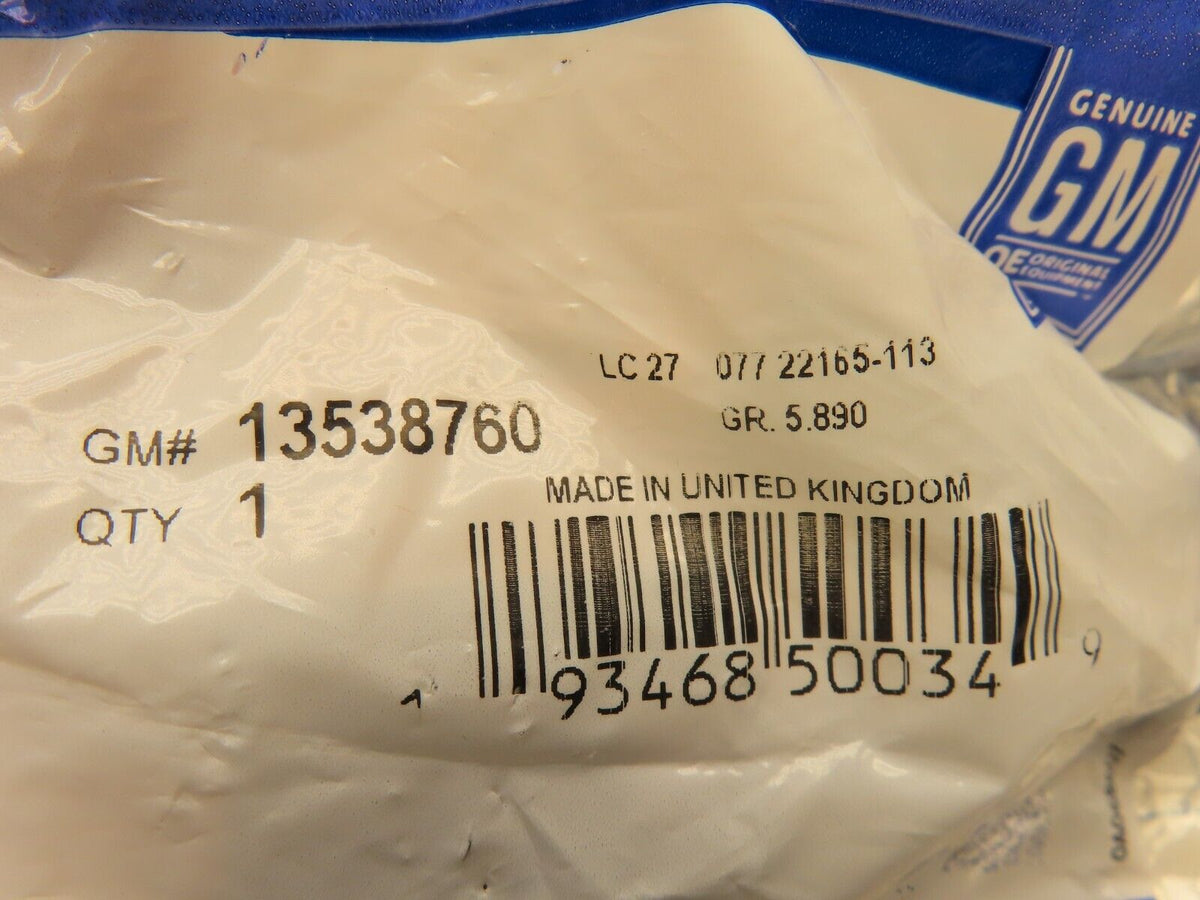 GENUINE
GM
OE ORIGINAL
EQUIPMENT
LC 27 077 22165-113
GR. 5.890
GM# 13538760
QTY 1
MADE IN UNITED KINGDOM
1 93468 50034 9